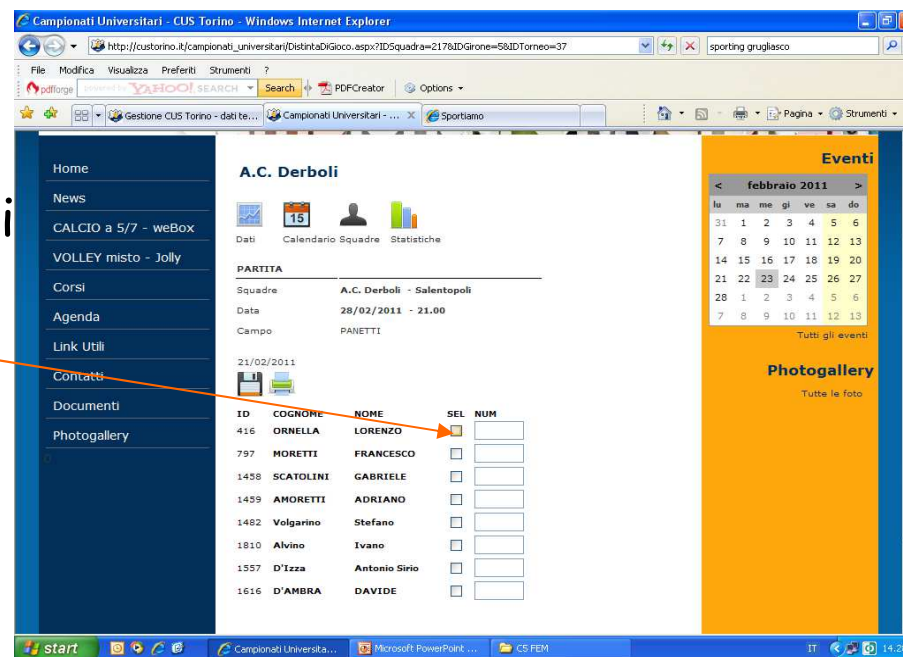 Campionati Universitari - CUS Torino - Windows Internet Explorer
http://custorino.it/campionati_universitari/DistintaDiGioco.aspx?IDSquadra=217&IDGirone=58&IDTorneo=37
sporting grugliasco
File Modifica Visualizza Preferiti Strumenti ?
pdfforge powered by YAHOO! SEARCH Search PDFCreator Options
Gestione CUS Torino - dati te... Campionati Universitari - ... X Sportiamo Pagina Strumenti
i
Home
News
CALCIO a 5/7 - weBox
VOLLEY misto - Jolly
Corsi
Agenda
Link Utili
Contatti
Documenti
Photogallery
A.C. Derboli
15
Dati Calendario Squadre Statistiche
PARTITA
Squadre A.C. Derboli - Salentopoli
Data 28/02/2011 - 21.00
Campo PANETTI
21/02/2011
ID COGNOME NOME SEL NUM
416 ORNELLA LORENZO
797 MORETTI FRANCESCO
1458 SCATOLINI GABRIELE
1459 AMORETTI ADRIANO
1482 Volgarino Stefano
1810 Alvino Ivano
1557 D'Izza Antonio Sirio
1616 D'AMBRA DAVIDE
Eventi
< febbraio 2011 >
lu ma me gi ve sa do
31 1 2 3 4 5 6
7 8 9 10 11 12 13
14 15 16 17 18 19 20
21 22 23 24 25 26 27
28 1 2 3 4 5 6
7 8 9 10 11 12 13
Tutti gli eventi
Photogallery
Tutte le foto
start Campionati Universita... Microsoft PowerPoint ... CS FEM IT 14.28